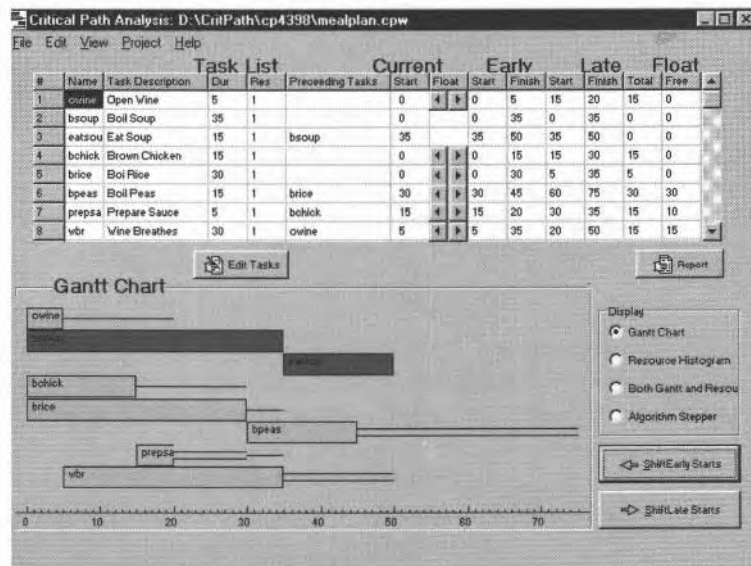 Critical Path Analysis: D:\CritPath\cp4398\mealplan.cpw
File Edit View Project Help
Task List Current Early Late Float
# Name Task Description Dur Res Preceeding Tasks Start Float Start Finish Start Finish Total Free
1 owine Open Wine 5 1 0 0 5 15 20 15 0
2 bsoup Boil Soup 35 1 0 0 35 0 35 0 0
3 eatsou Eat Soup 15 1 bsoup 35 35 50 35 50 0 0
4 bchick Brown Chicken 15 1 0 0 15 15 30 15 0
5 brice Boi Rice 30 1 0 0 30 5 35 5 0
6 bpeas Boil Peas 15 1 brice 30 30 45 60 75 30 30
7 prepsa Prepare Sauce 5 1 bchick 15 15 20 30 35 15 10
8 wbr Wine Breathes 30 1 owine 5 5 35 20 50 15 15
Edit Tasks Report
Gantt Chart
owine
bchick
brice
bpeas
prepsa
wbr
0 10 20 30 40 50 60 70
Display
Gantt Chart
Resource Histogram
Both Gantt and Resou
Algorithm Stepper
ShiftEarly Starts
ShiftLate Starts